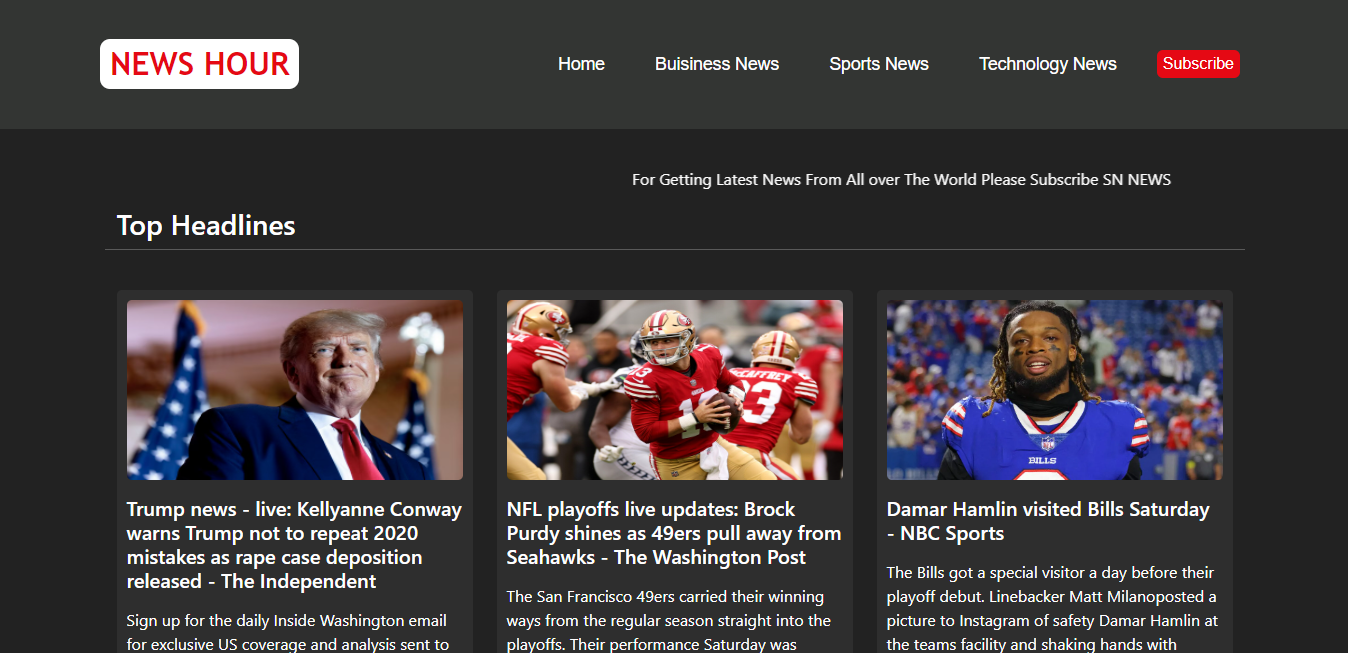 NEWS HOUR
Home
Buisiness News
Sports News
Technology News
Subscribe
For Getting Latest News From All over The World Please Subscribe SN NEWS
Top Headlines
13
McCAFFREY
23
BILLS
Trump news - live: Kellyanne Conway
warns Trump not to repeat 2020
mistakes as rape case deposition
released - The Independent
Sign up for the daily Inside Washington email
for exclusive US coverage and analysis sent to
NFL playoffs live updates: Brock
Purdy shines as 49ers pull away from
Seahawks - The Washington Post
The San Francisco 49ers carried their winning
ways from the regular season straight into the
playoffs. Their performance Saturday was
Damar Hamlin visited Bills Saturday
- NBC Sports
The Bills got a special visitor a day before their
playoff debut. Linebacker Matt Milanoposted a
picture to Instagram of safety Damar Hamlin at
the teams facility and shaking hands with